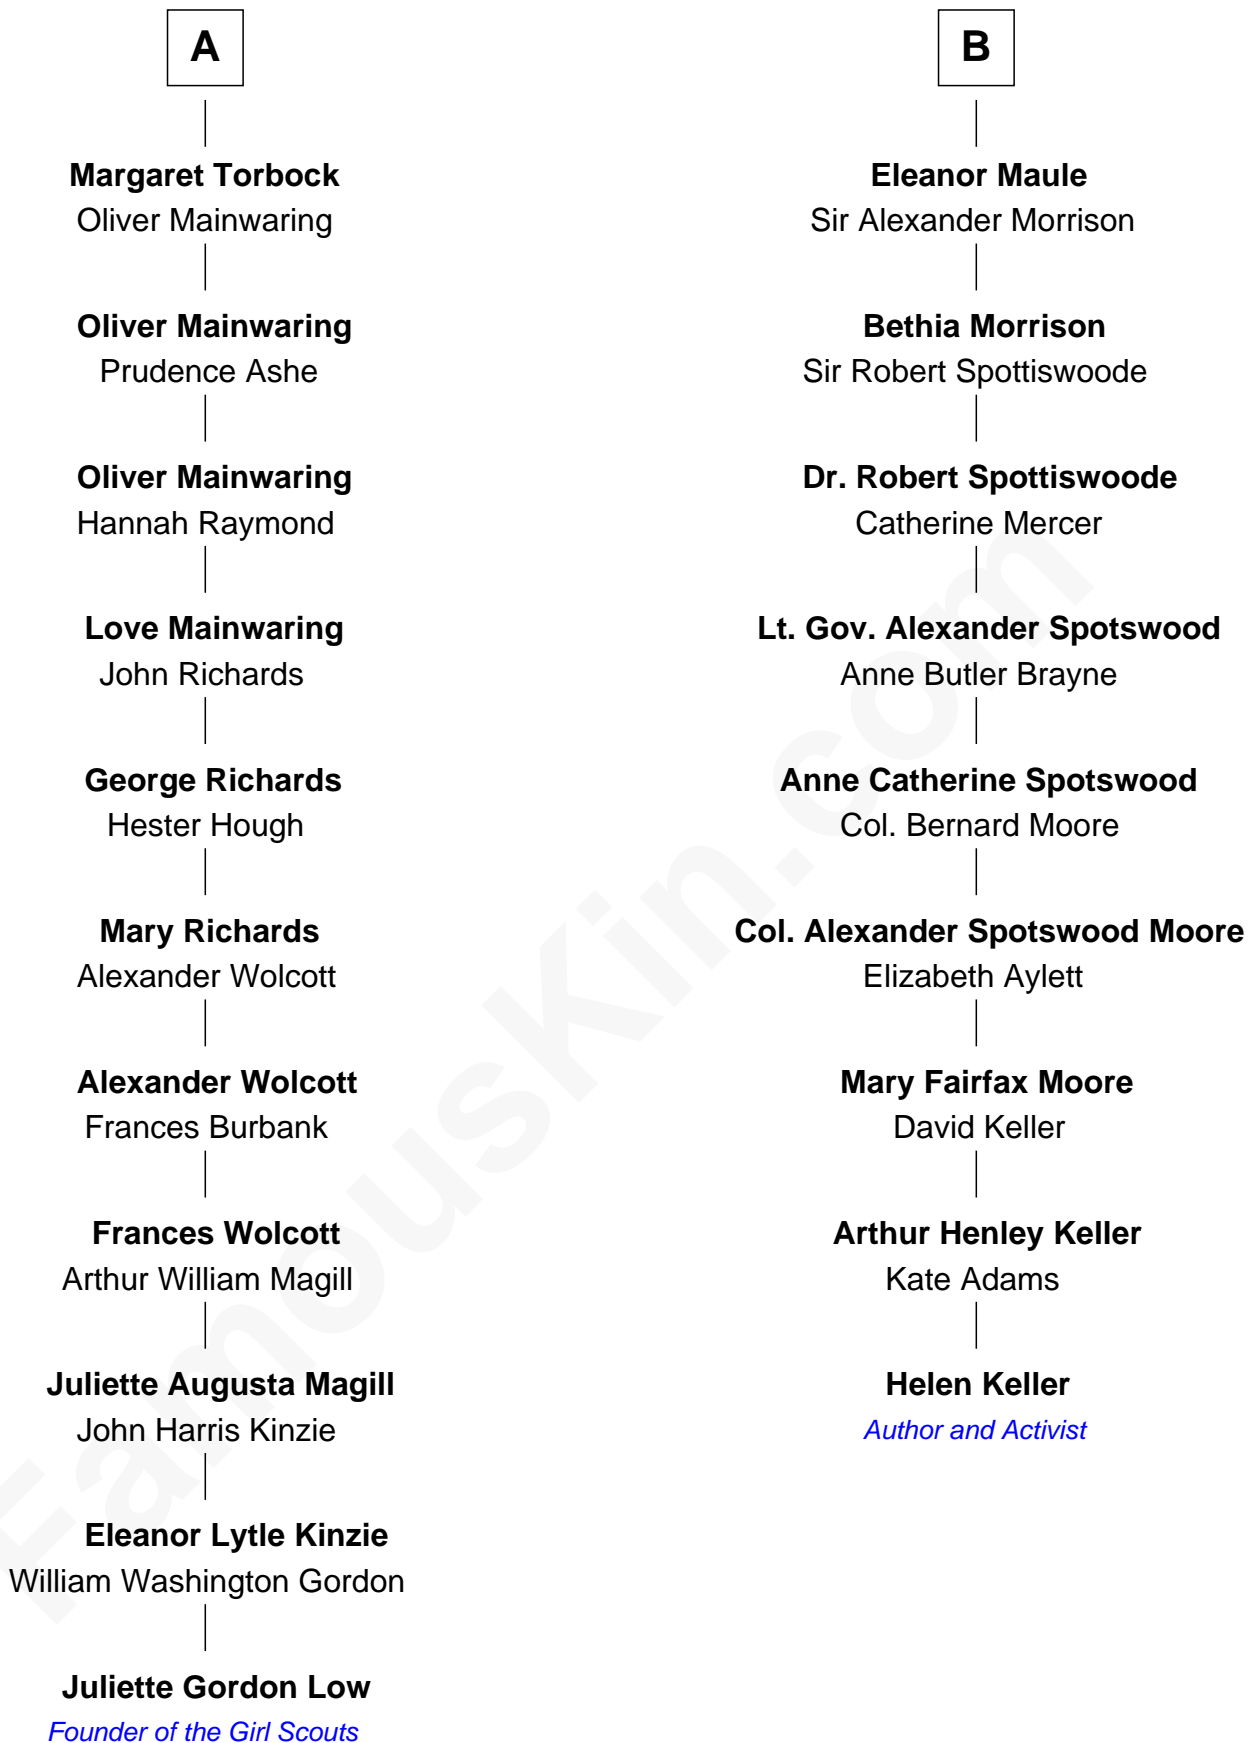 A
Margaret Torbock
Oliver Mainwaring
Oliver Mainwaring
Prudence Ashe
Oliver Mainwaring
Hannah Raymond
Love Mainwaring
John Richards
George Richards
Hester Hough
Mary Richards
Alexander Wolcott
Alexander Wolcott
Frances Burbank
Frances Wolcott
Arthur William Magill
Juliette Augusta Magill
John Harris Kinzie
Eleanor Lytle Kinzie
William Washington Gordon
Juliette Gordon Low
Founder of the Girl Scouts
B
Eleanor Maule
Sir Alexander Morrison
Bethia Morrison
Sir Robert Spottiswoode
Dr. Robert Spottiswoode
Catherine Mercer
Lt. Gov. Alexander Spotswood
Anne Butler Brayne
Anne Catherine Spotswood
Col. Bernard Moore
Col. Alexander Spotswood Moore
Elizabeth Aylett
Mary Fairfax Moore
David Keller
Arthur Henley Keller
Kate Adams
Helen Keller
Author and Activist
FamousKin.com